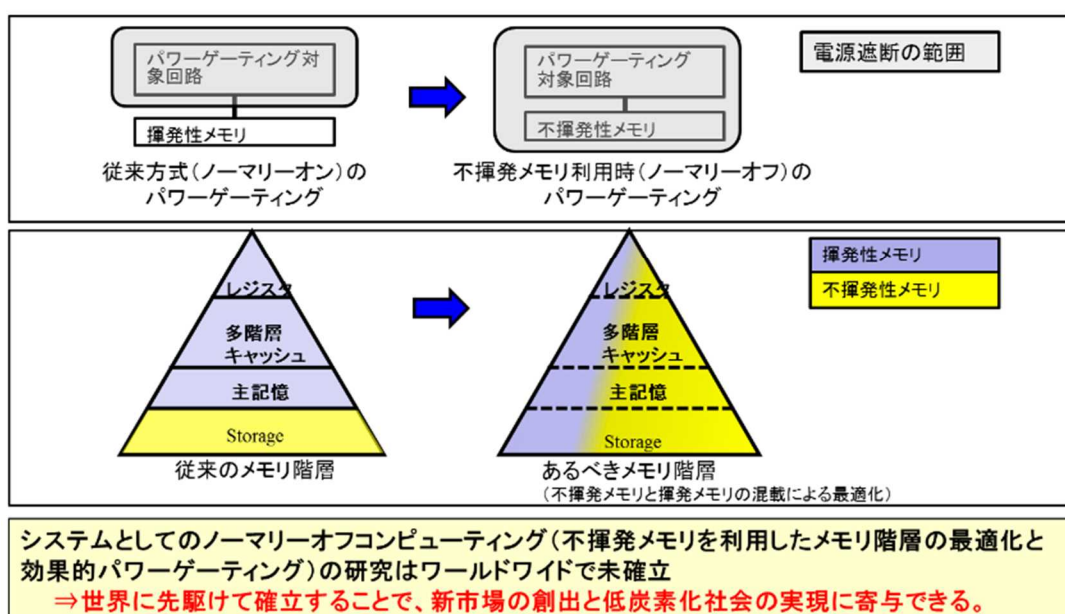 パワーゲーティング対
象回路
揮発性メモリ
従来方式(ノーマリーオン)の
パワーゲーティング
パワーゲーティング
対象回路
不揮発性メモリ
不揮発メモリ利用時(ノーマリーオフ)の
パワーゲーティング
電源遮断の範囲
レジスタ
多階層
キャッシュ
主記憶
Storage
従来のメモリ階層
レジスタ
多階層
キャッシュ
主記憶
Storage
あるべきメモリ階層
(不揮発メモリと揮発メモリの混載による最適化)
揮発性メモリ
不揮発性メモリ
システムとしてのノーマリーオフコンピューティング(不揮発メモリを利用したメモリ階層の最適化と
効果的パワーゲーティング)の研究はワールドワイドで未確立
⇒世界に先駆けて確立することで、新市場の創出と低炭素化社会の実現に寄与できる。